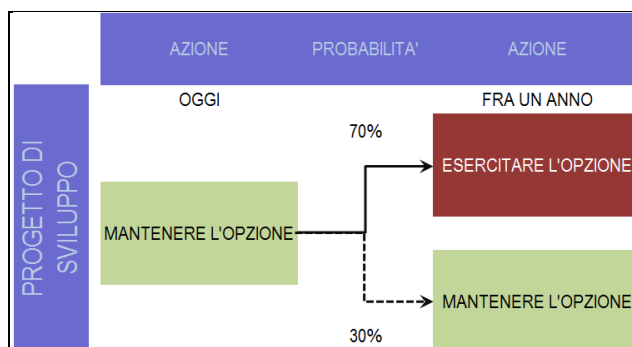 AZIONE PROBABILITA' AZIONE
OGGI FRA UN ANNO
70%
ESERCITARE L'OPZIONE
PROGETTO DI
SVILUPPO
MANTENERE L'OPZIONE
MANTENERE L'OPZIONE
30%